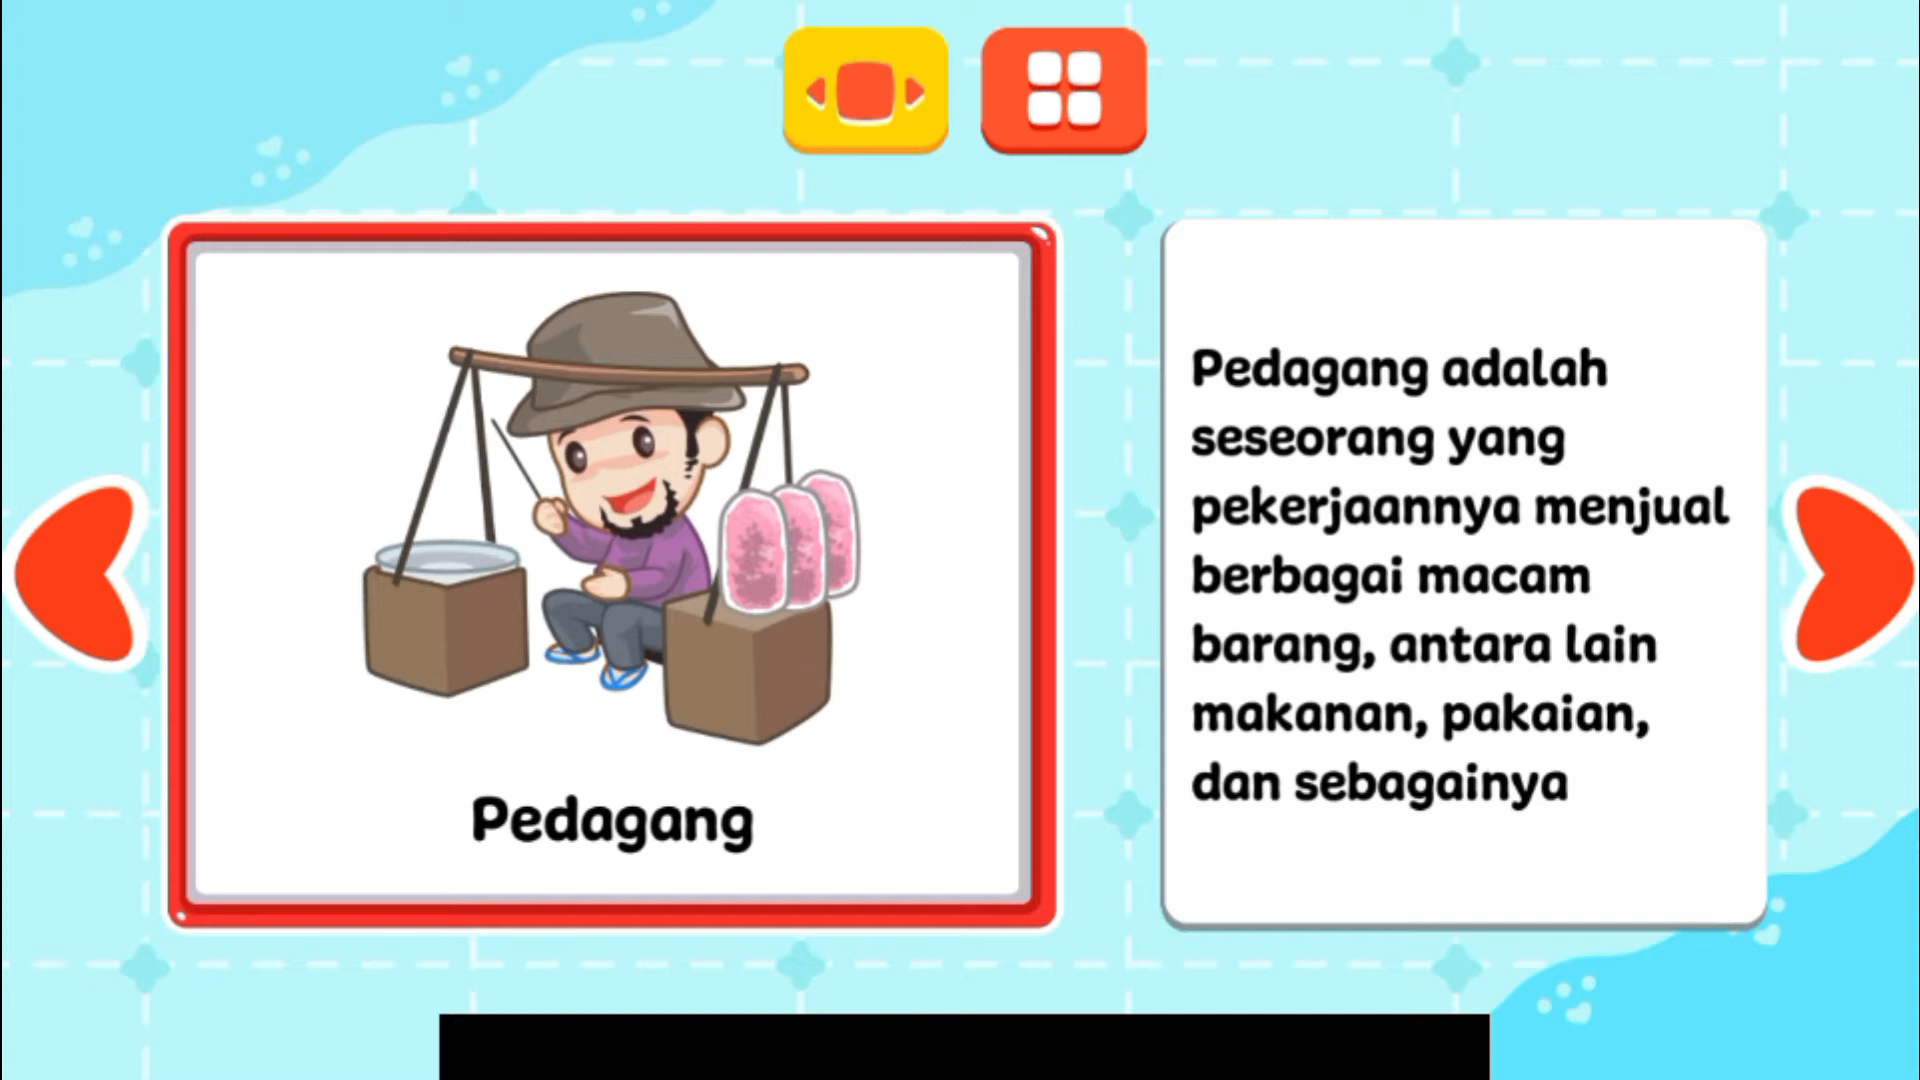 Pedagang
Pedagang adalah
seseorang yang
pekerjaannya menjual
berbagai macam
barang, antara lain
makanan, pakaian,
dan sebagainya